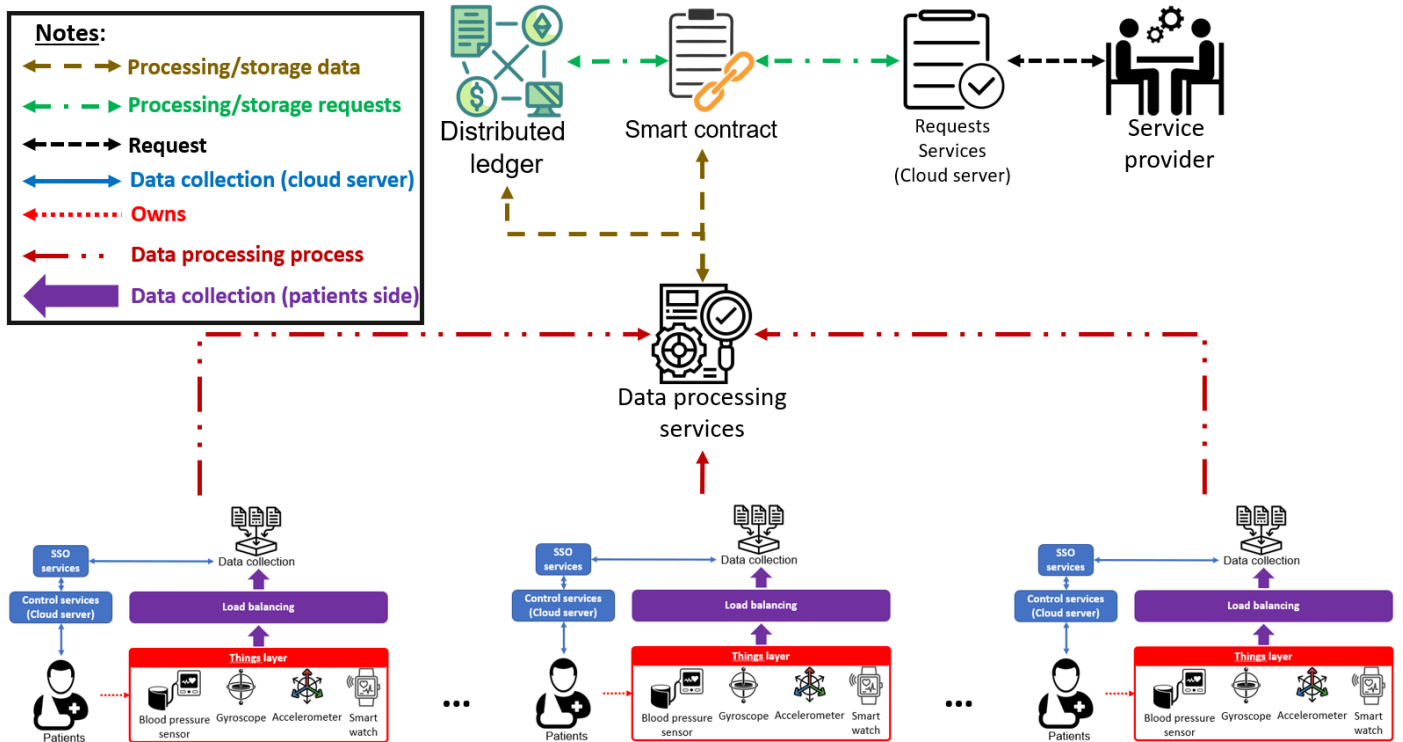 Notes:
Processing/storage data
Processing/storage requests
Request
Data collection (cloud server)
Owns
Data processing process
Data collection (patients side)
Distributed
ledger
Smart contract
Requests
Services
(Cloud server)
Service
provider
Data processing
services
SSO
services
Data collection
Control services
(Cloud server)
Load balancing
Things layer
Blood pressure
sensor
Gyroscope
Accelerometer
Smart
watch
Patients
...
SSO
services
Data collection
Control services
(Cloud server)
Load balancing
Things layer
Blood pressure
sensor
Gyroscope
Accelerometer
Smart
watch
Patients
...
SSO
services
Data collection
Control services
(Cloud server)
Load balancing
Things layer
Blood pressure
sensor
Gyroscope
Accelerometer
Smart
watch
Patients